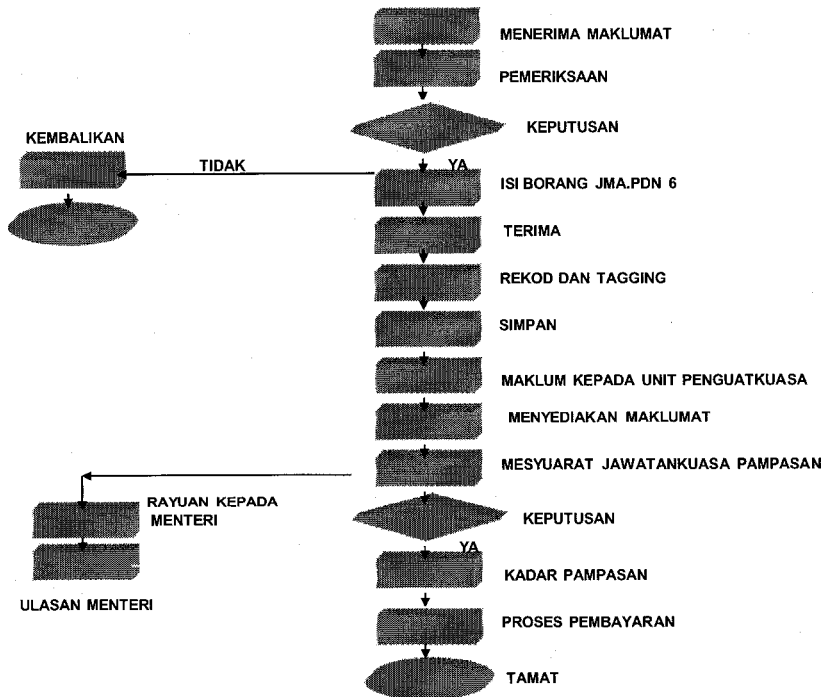 MENERIMA MAKLUMAT
PEMERIKSAAN
KEPUTUSAN
KEMBALIKAN
TIDAK
YA
ISI BORANG JMA.PDN 6
TERIMA
REKOD DAN TAGGING
SIMPAN
MAKLUM KEPADA UNIT PENGUATKUASA
MENYEDIAKAN MAKLUMAT
MESYUARAT JAWATANKUASA PAMPASAN
RAYUAN KEPADA
MENTERI
KEPUTUSAN
YA
KADAR PAMPASAN
ULASAN MENTERI
PROSES PEMBAYARAN
TAMAT